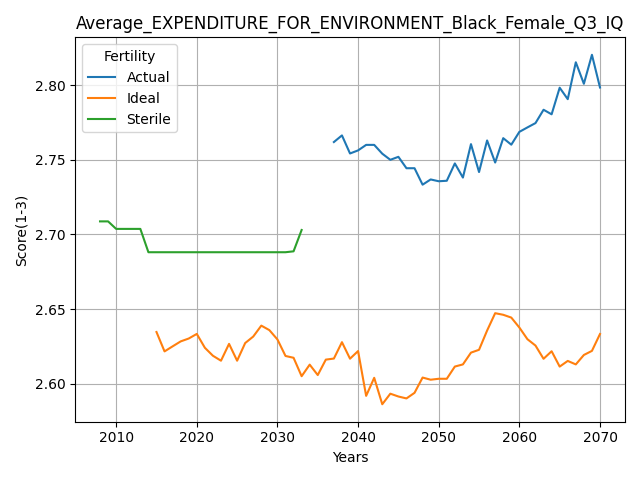 Average_EXPENDITURE_FOR_ENVIRONMENT_Black_Female_Q3_IQ
Fertility
Actual
Ideal
Sterile
Score(1-3)
2.80
2.75
2.70
2.65
2.60
2010 2020 2030 2040 2050 2060 2070
Years